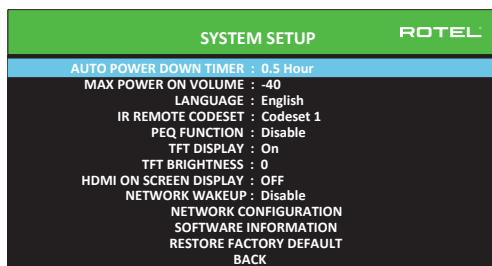 SYSTEM SETUP
ROTEL
AUTO POWER DOWN TIMER : 0.5 Hour
MAX POWER ON VOLUME : -40
LANGUAGE : English
IR REMOTE CODESET : Codeset 1
PEQ FUNCTION : Disable
TFT DISPLAY : On
TFT BRIGHTNESS : 0
HDMI ON SCREEN DISPLAY : OFF
NETWORK WAKEUP : Disable
NETWORK CONFIGURATION
SOFTWARE INFORMATION
RESTORE FACTORY DEFAULT
BACK